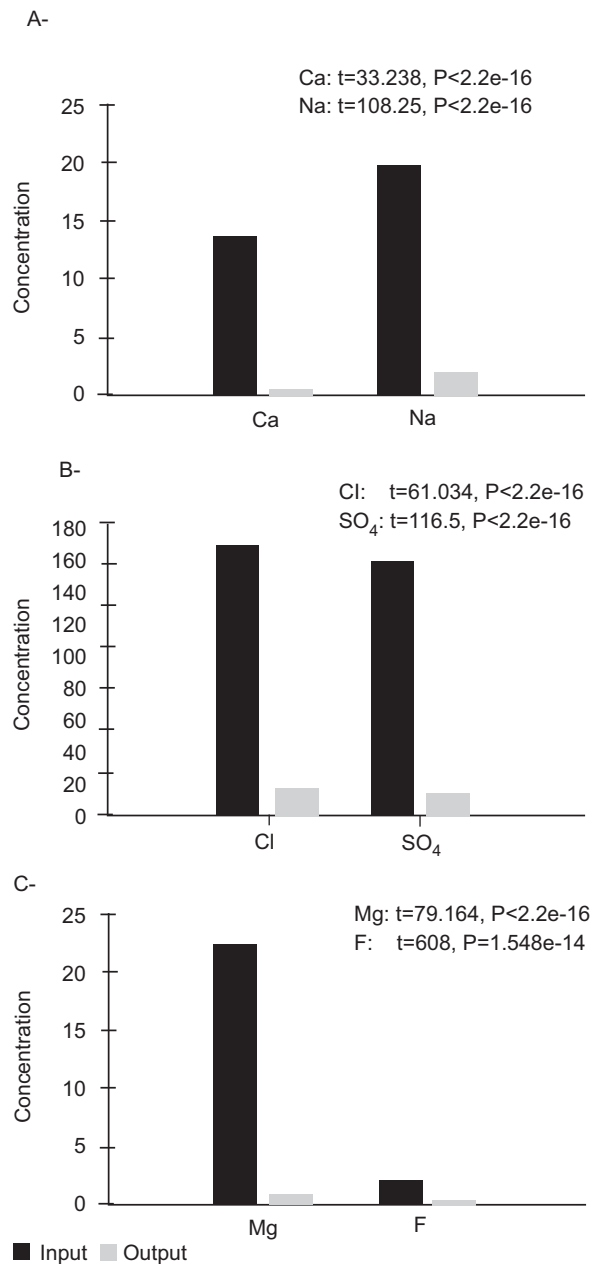 A-
Ca: t=33.238, P<2.2e-16
Na: t=108.25, P<2.2e-16
Concentration
25
20
15
10
5
0
Ca Na
B-
Cl: t=61.034, P<2.2e-16
SO4: t=116.5, P<2.2e-16
Concentration
180
160
140
120
100
80
60
40
20
0
Cl SO4
C-
Mg: t=79.164, P<2.2e-16
F: t=608, P=1.548e-14
Concentration
25
20
15
10
5
0
Mg F
Input Output